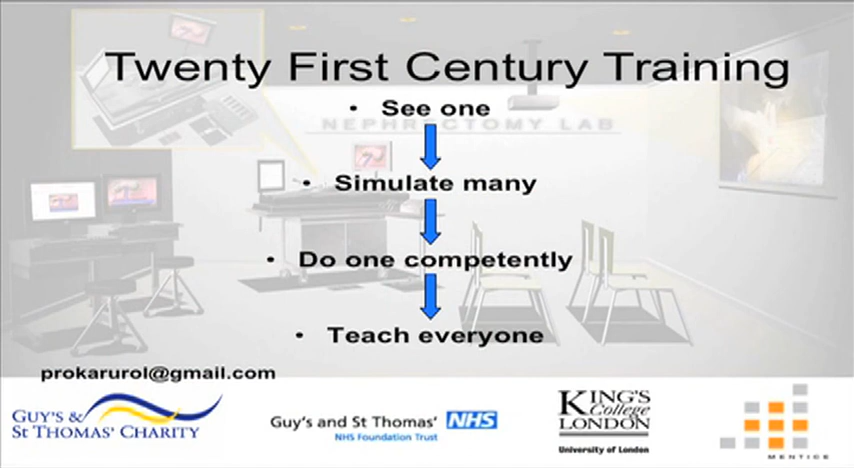 Twenty First Century Training
• See one
NEPHRECTOMY LAB
• Simulate many
• Do one competently
• Teach everyone
prokarurol@gmail.com
GUY'S &
ST THOMAS' CHARITY
Guy's and St Thomas' NHS
NHS Foundation Trust
KING'S
College
LONDON
University of London
MENTICE